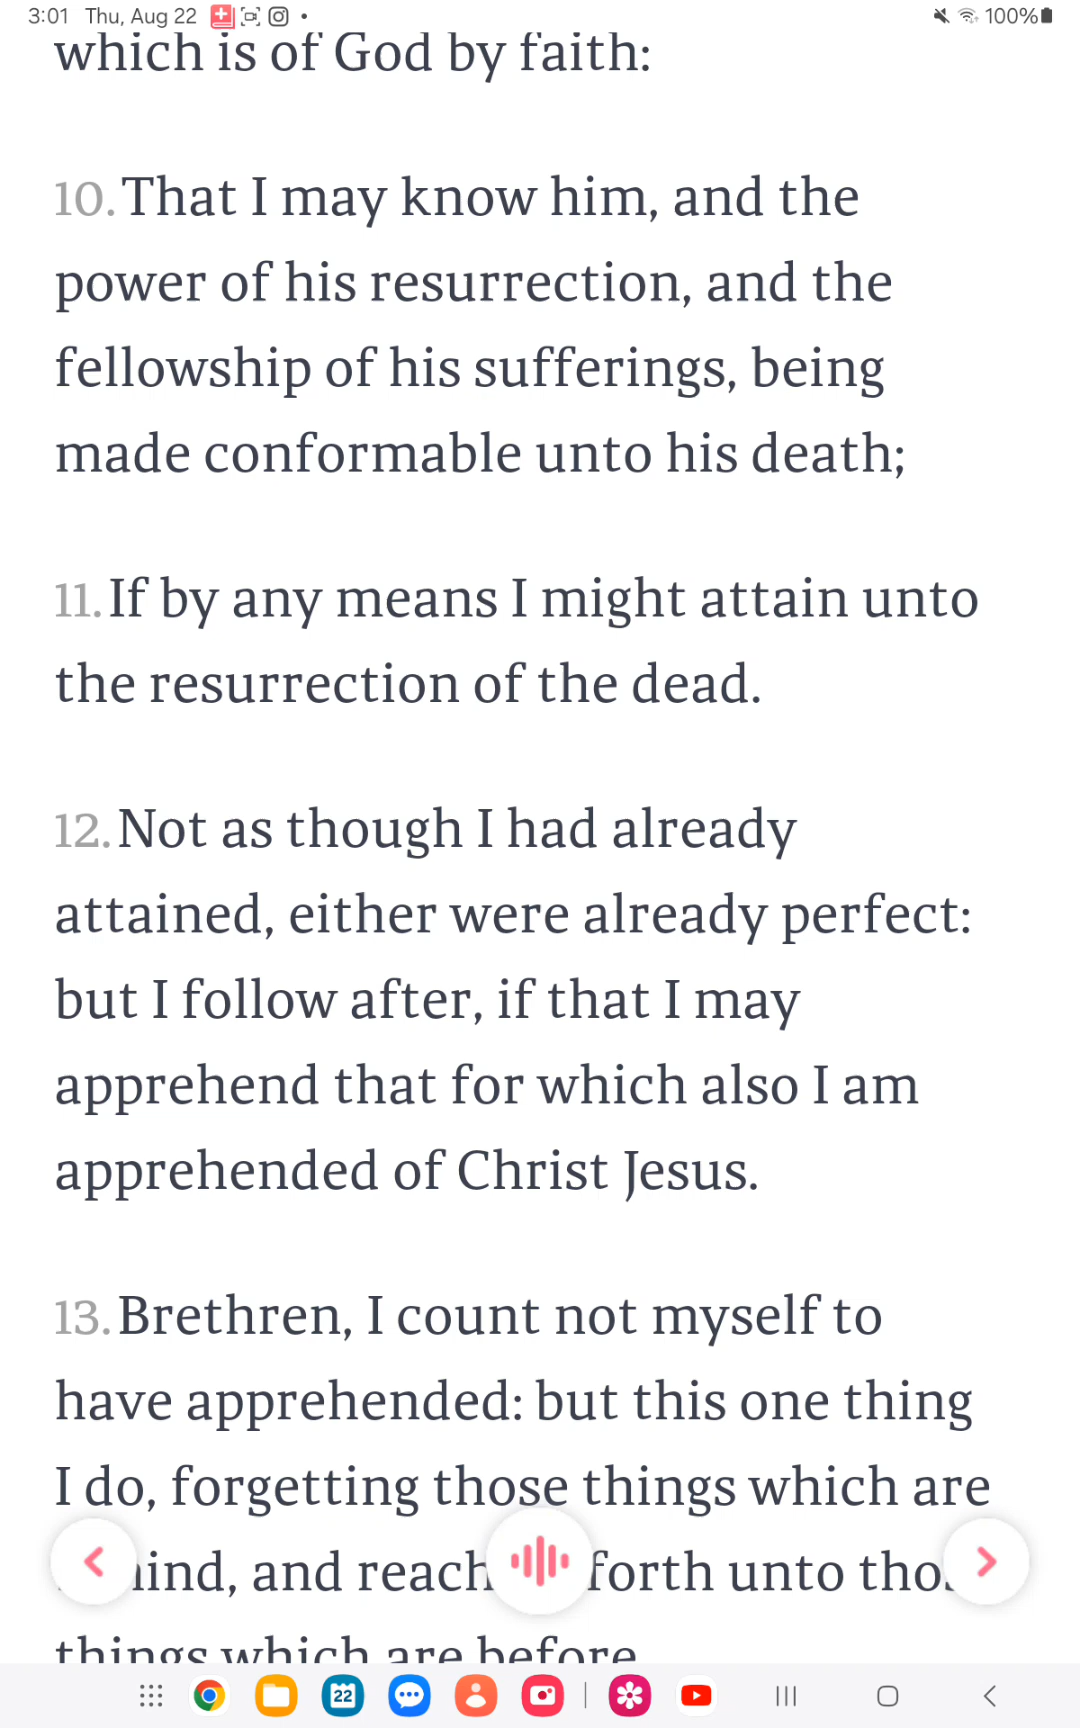 3:01 Thu, Aug 22
100%
which is of God by faith:
10. That I may know him, and the
power of his resurrection, and the
fellowship of his sufferings, being
made conformable unto his death;
11. If by any means I might attain unto
the resurrection of the dead.
12. Not as though I had already
attained, either were already perfect:
but I follow after, if that I may
apprehend that for which also I am
apprehended of Christ Jesus.
13. Brethren, I count not myself to
have apprehended: but this one thing
I do, forgetting those things which are
and forth unto
things which are before
22